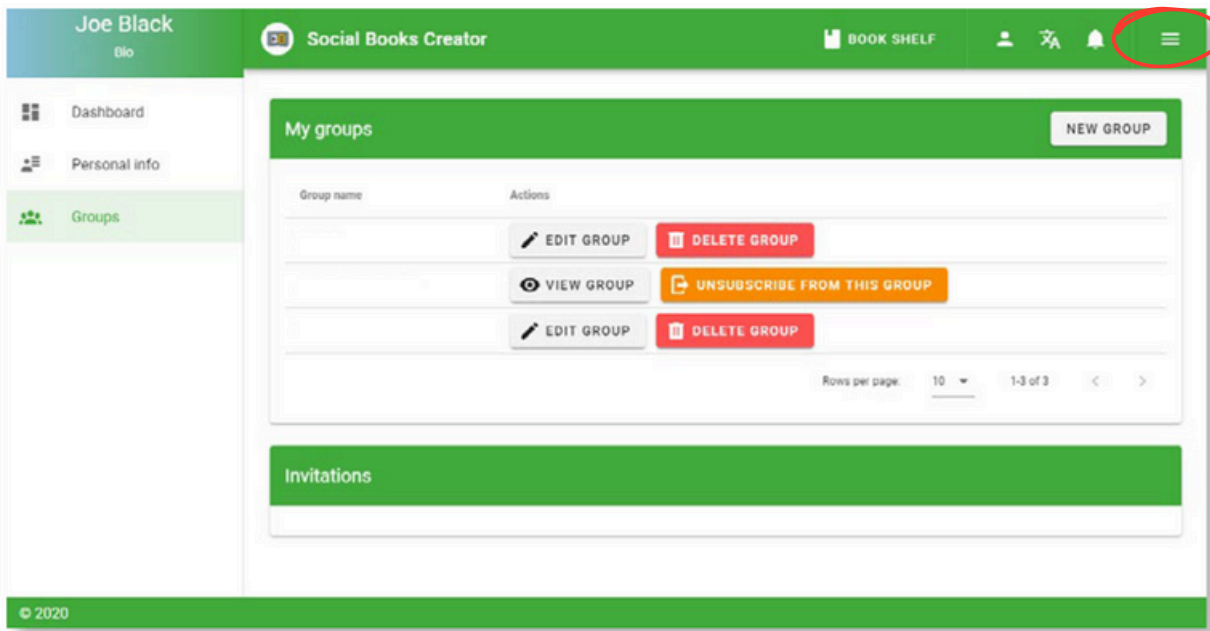 Joe Black
Bio
Social Books Creator
BOOK SHELF
Dashboard
Personal info
Groups
My groups
NEW GROUP
Group name Actions
EDIT GROUP DELETE GROUP
VIEW GROUP UNSUBSCRIBE FROM THIS GROUP
EDIT GROUP DELETE GROUP
Rows per page: 10 1-3 of 3
Invitations
© 2020